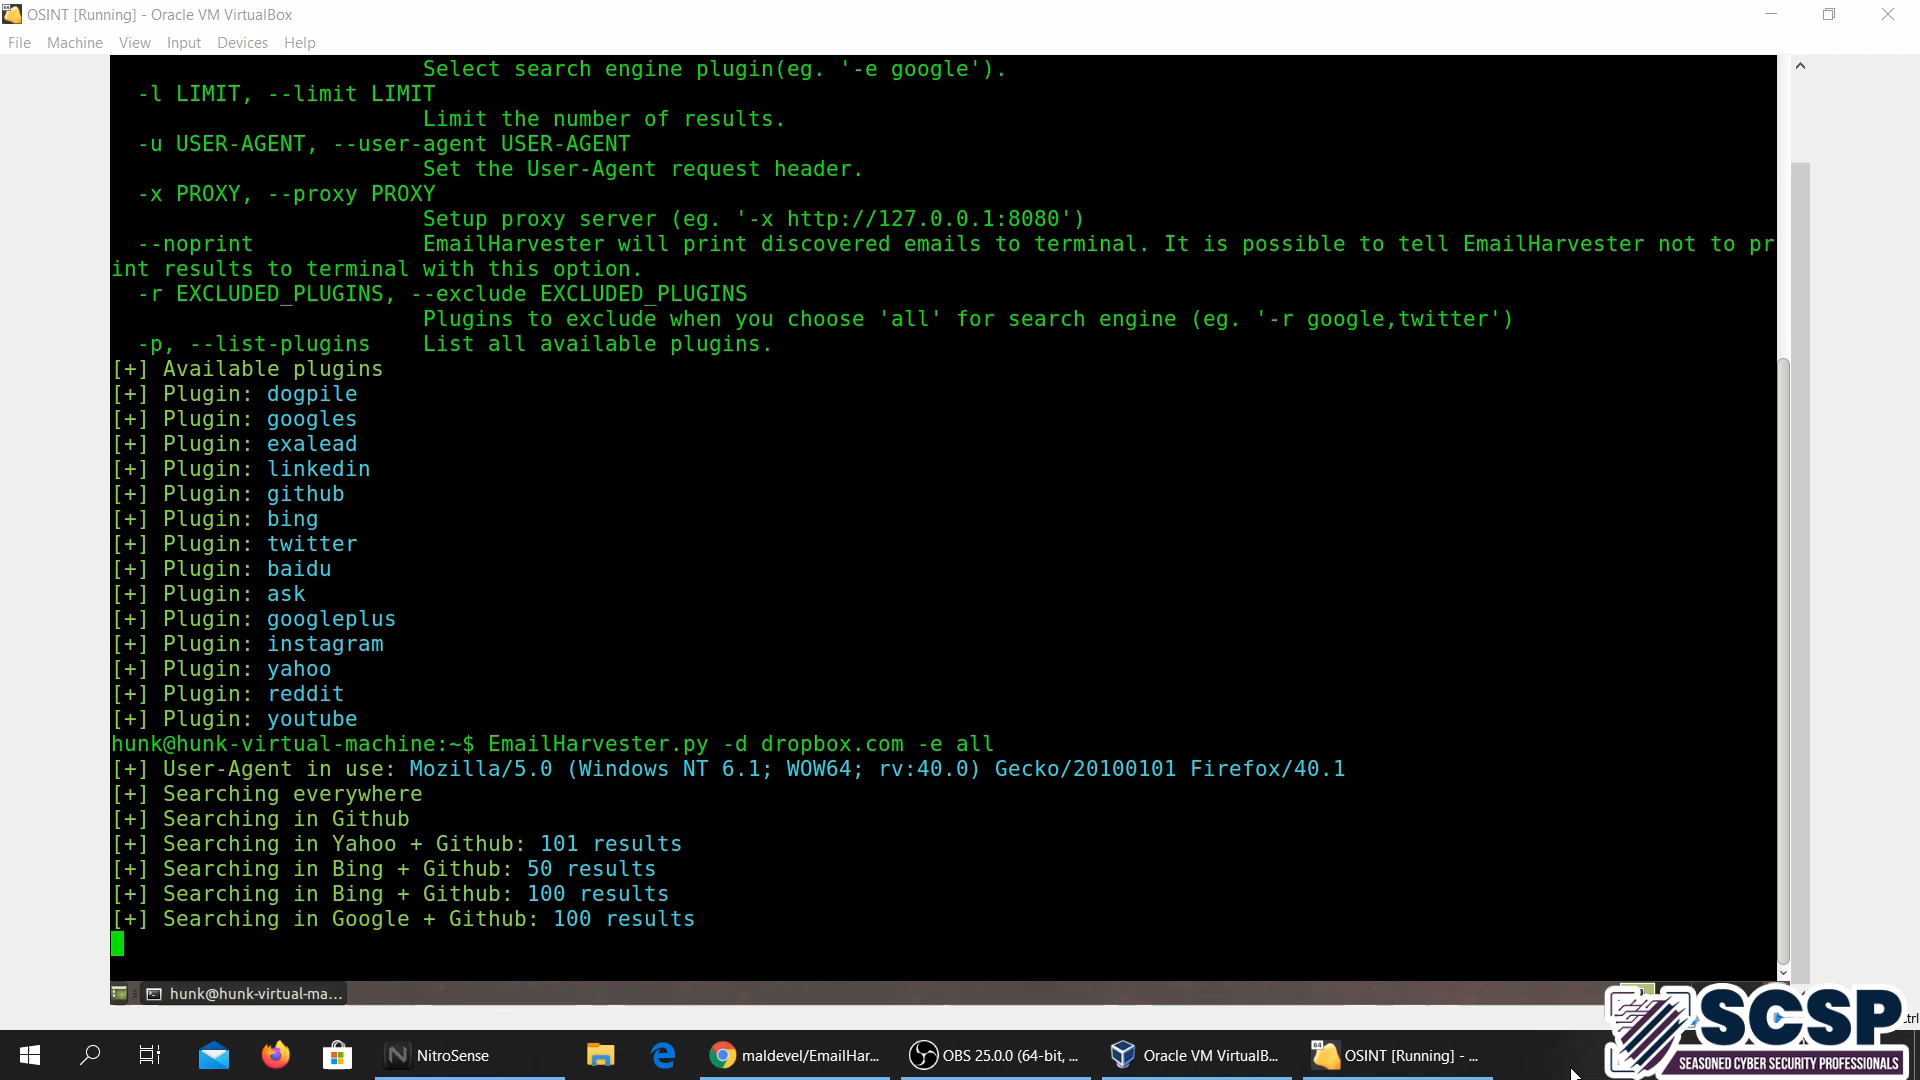 OSINT [Running] - Oracle VM VirtualBox
File Machine View Input Devices Help
Select search engine plugin(eg. '-e google').
-l LIMIT, --limit LIMIT
Limit the number of results.
-u USER-AGENT, --user-agent USER-AGENT
Set the User-Agent request header.
-x PROXY, --proxy PROXY
Setup proxy server (eg. '-x http://127.0.0.1:8080')
--noprint EmailHarvester will print discovered emails to terminal. It is possible to tell EmailHarvester not to pr
int results to terminal with this option.
-r EXCLUDED_PLUGINS, --exclude EXCLUDED_PLUGINS
Plugins to exclude when you choose 'all' for search engine (eg. '-r google,twitter')
-p, --list-plugins List all available plugins.
[+] Available plugins
[+] Plugin: dogpile
[+] Plugin: googles
[+] Plugin: exalead
[+] Plugin: linkedin
[+] Plugin: github
[+] Plugin: bing
[+] Plugin: twitter
[+] Plugin: baidu
[+] Plugin: ask
[+] Plugin: googleplus
[+] Plugin: instagram
[+] Plugin: yahoo
[+] Plugin: reddit
[+] Plugin: youtube
hunk@hunk-virtual-machine:~$ EmailHarvester.py -d dropbox.com -e all
[+] User-Agent in use: Mozilla/5.0 (Windows NT 6.1; WOW64; rv:40.0) Gecko/20100101 Firefox/40.1
[+] Searching everywhere
[+] Searching in Github
[+] Searching in Yahoo + Github: 101 results
[+] Searching in Bing + Github: 50 results
[+] Searching in Bing + Github: 100 results
[+] Searching in Google + Github: 100 results
hunk@hunk-virtual-ma...
SCSP
SEASONED CYBER SECURITY PROFESSIONALS
NitroSense maldevel/EmailHar... OBS 25.0.0 (64-bit, ... Oracle VM VirtualB... OSINT [Running] - ...